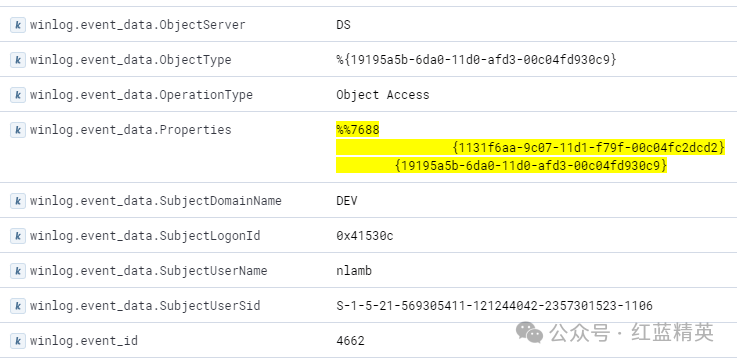 k winlog.event_data.ObjectServer DS
k winlog.event_data.ObjectType %{19195a5b-6da0-11d0-afd3-00c04fd930c9}
k winlog.event_data.OperationType Object Access
k winlog.event_data.Properties %%7688
{1131f6aa-9c07-11d1-f79f-00c04fc2dcd2}
{19195a5b-6da0-11d0-afd3-00c04fd930c9}
k winlog.event_data.SubjectDomainName DEV
k winlog.event_data.SubjectLogonId 0x41530c
k winlog.event_data.SubjectUserName nlamb
k winlog.event_data.SubjectUserSid S-1-5-21-569305411-121244042-2357301523-1106
公众号 · 红蓝精英
k winlog.event_id 4662